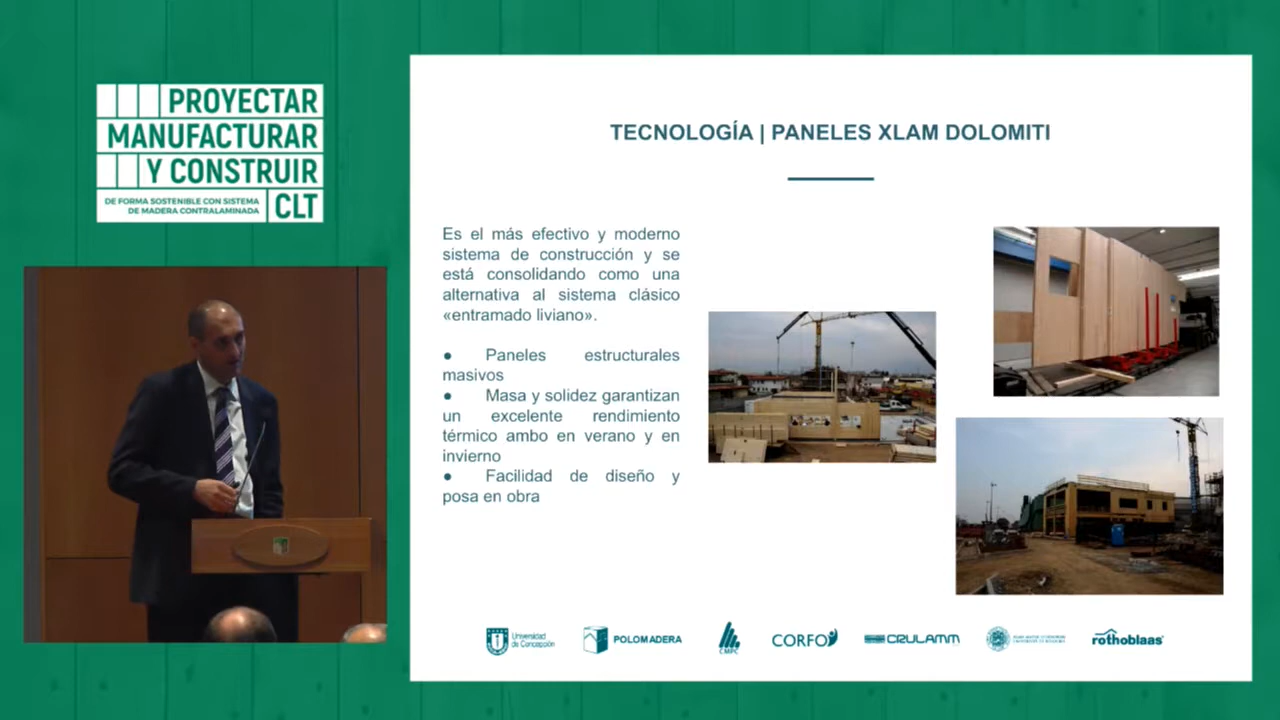 PROYECTAR
MANUFACTURAR
Y CONSTRUIR
DE FORMA SOSTENIBLE CON SISTEMA
DE MADERA CONTRALAMINADA
CLT
TECNOLOGÍA | PANELES XLAM DOLOMITI
Es el más efectivo y moderno
sistema de construcción y se
está consolidando como una
alternativa al sistema clásico
«entramado liviano».
● Paneles estructurales
masivos
● Masa y solidez garantizan
un excelente rendimiento
térmico ambo en verano y en
invierno
● Facilidad de diseño y
posa en obra
Universidad
de Concepción
POLOMADERA
CMPC
CORFO
CRULAMM
rothoblaas